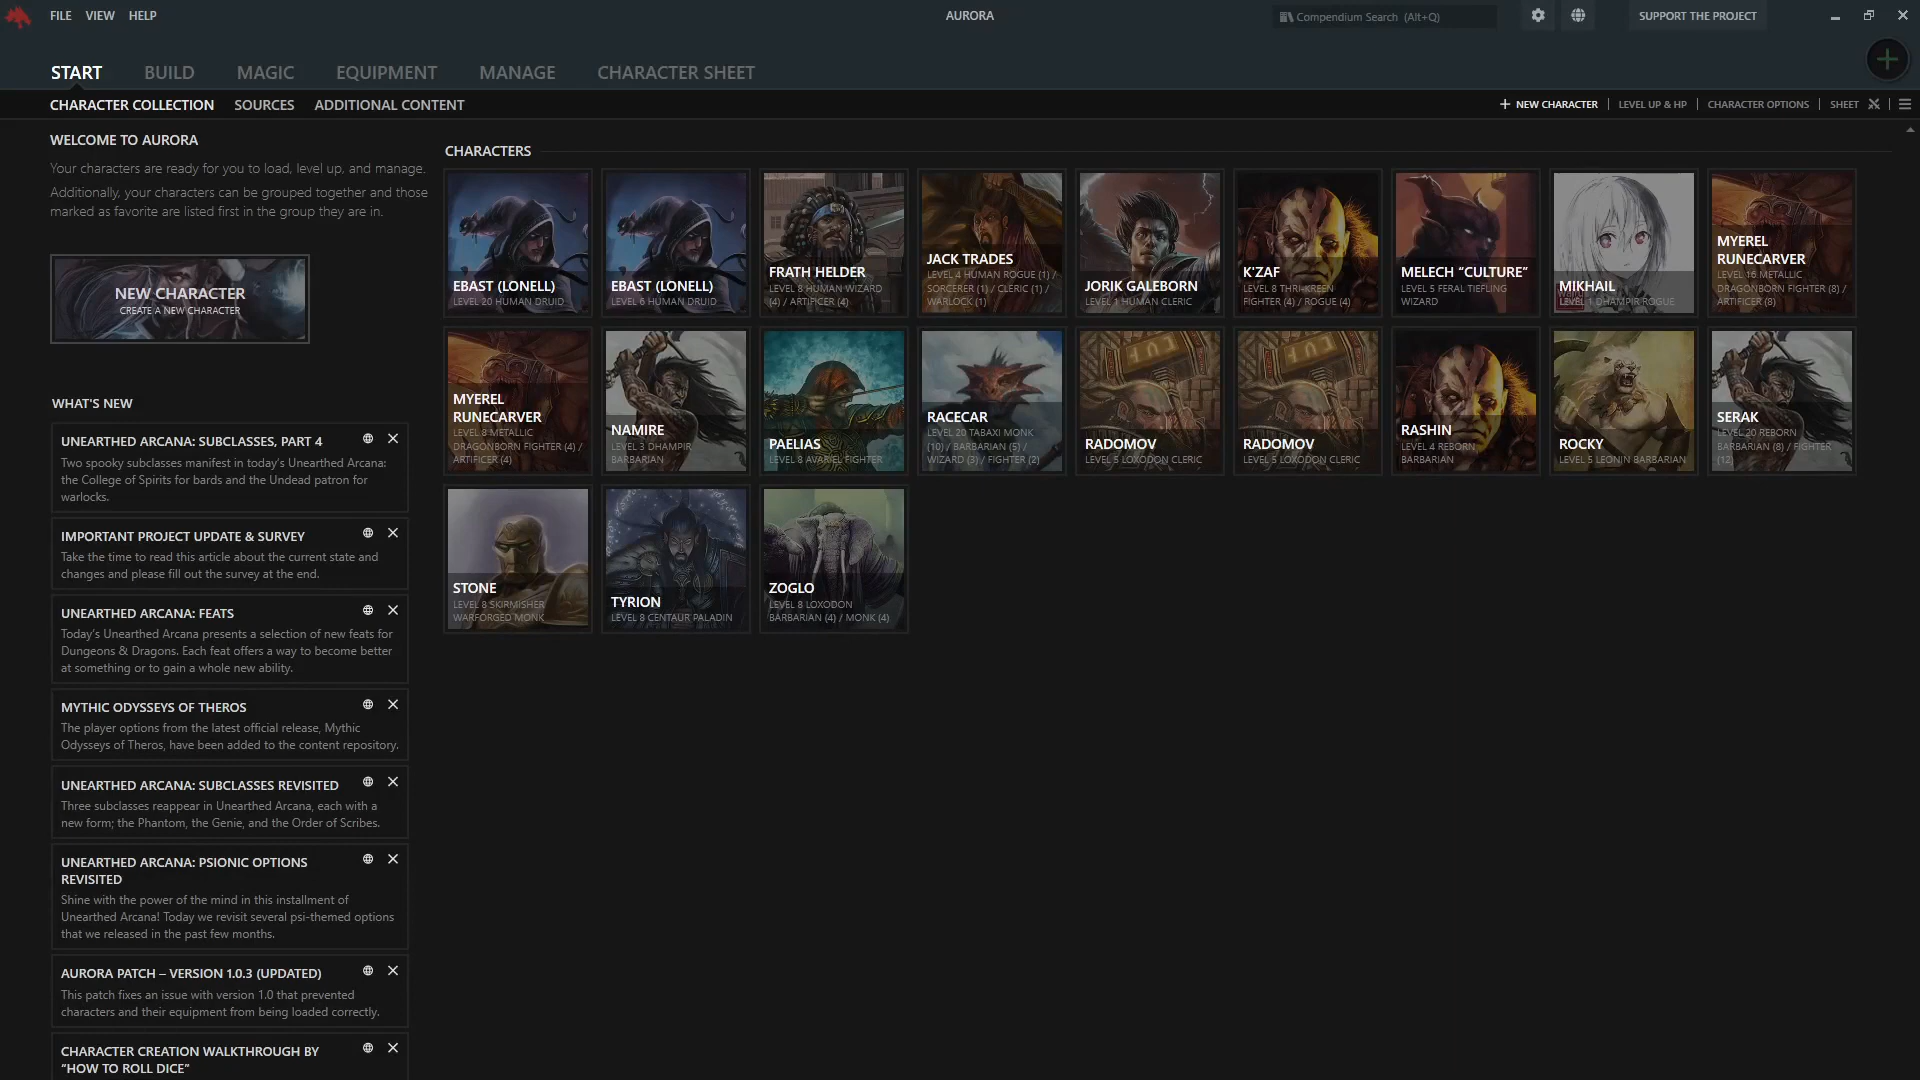 FILE VIEW HELP
AURORA
Compendium Search (Alt+Q)
SUPPORT THE PROJECT
START BUILD MAGIC EQUIPMENT MANAGE CHARACTER SHEET
CHARACTER COLLECTION SOURCES ADDITIONAL CONTENT
NEW CHARACTER LEVEL UP & HP CHARACTER OPTIONS SHEET
WELCOME TO AURORA
Your characters are ready for you to load, level up, and manage.
Additionally, your characters can be grouped together and those
marked as favorite are listed first in the group they are in.
NEW CHARACTER
CREATE A NEW CHARACTER
WHAT'S NEW
UNEARTHED ARCANA: SUBCLASSES, PART 4
Two spooky subclasses manifest in today's Unearthed Arcana:
the College of Spirits for bards and the Undead patron for
warlocks.
IMPORTANT PROJECT UPDATE & SURVEY
Take the time to read this article about the current state and
changes and please fill out the survey at the end.
UNEARTHED ARCANA: FEATS
Today's Unearthed Arcana presents a selection of new feats for
Dungeons & Dragons. Each feat offers a way to become better
at something or to gain a whole new ability.
MYTHIC ODYSSEYS OF THEROS
The player options from the latest official release, Mythic
Odysseys of Theros, have been added to the content repository.
UNEARTHED ARCANA: SUBCLASSES REVISITED
Three subclasses reappear in Unearthed Arcana, each with a
new form; the Phantom, the Genie, and the Order of Scribes.
UNEARTHED ARCANA: PSIONIC OPTIONS
REVISITED
Shine with the power of the mind in this installment of
Unearthed Arcana! Today we revisit several psi-themed options
that we released in the past few months.
AURORA PATCH – VERSION 1.0.3 (UPDATED)
This patch fixes an issue with version 1.0 that prevented
characters and their equipment from being loaded correctly.
CHARACTER CREATION WALKTHROUGH BY
“HOW TO ROLL DICE”
CHARACTERS
EBAST (LONELL)
LEVEL 20 HUMAN DRUID
EBAST (LONELL)
LEVEL 6 HUMAN DRUID
FRATH HELDER
LEVEL 8 HUMAN WIZARD
(4) / ARTIFICER (4)
JACK TRADES
LEVEL 4 HUMAN ROGUE (1) /
SORCERER (1) / CLERIC (1) /
WARLOCK (1)
JORIK GALEBORN
LEVEL 1 HUMAN CLERIC
K'ZAF
LEVEL 8 THRI-KREEN
FIGHTER (4) / ROGUE (4)
MELECH “CULTURE”
LEVEL 5 FERAL TIEFLING
WIZARD
MIKHAIL
LEVEL 1 DHAMPIR ROGUE
MYEREL
RUNECARVER
LEVEL 16 METALLIC
DRAGONBORN FIGHTER (8) /
ARTIFICER (8)
MYEREL
RUNECARVER
LEVEL 8 METALLIC
DRAGONBORN FIGHTER (4) /
ARTIFICER (4)
NAMIRE
LEVEL 3 DHAMPIR
BARBARIAN
PAELIAS
LEVEL 8 AVARIEL FIGHTER
RACECAR
LEVEL 20 TABAXI MONK
(10) / BARBARIAN (5) /
WIZARD (3) / FIGHTER (2)
RADOMOV
LEVEL 5 LOXODON CLERIC
RADOMOV
LEVEL 5 LOXODON CLERIC
RASHIN
LEVEL 4 REBORN
BARBARIAN
ROCKY
LEVEL 5 LEONIN BARBARIAN
SERAK
LEVEL 20 REBORN
BARBARIAN (8) / FIGHTER
(12)
STONE
LEVEL 8 SKIRMISHER
WARFORGED MONK
TYRION
LEVEL 8 CENTAUR PALADIN
ZOGLO
LEVEL 8 LOXODON
BARBARIAN (4) / MONK (4)